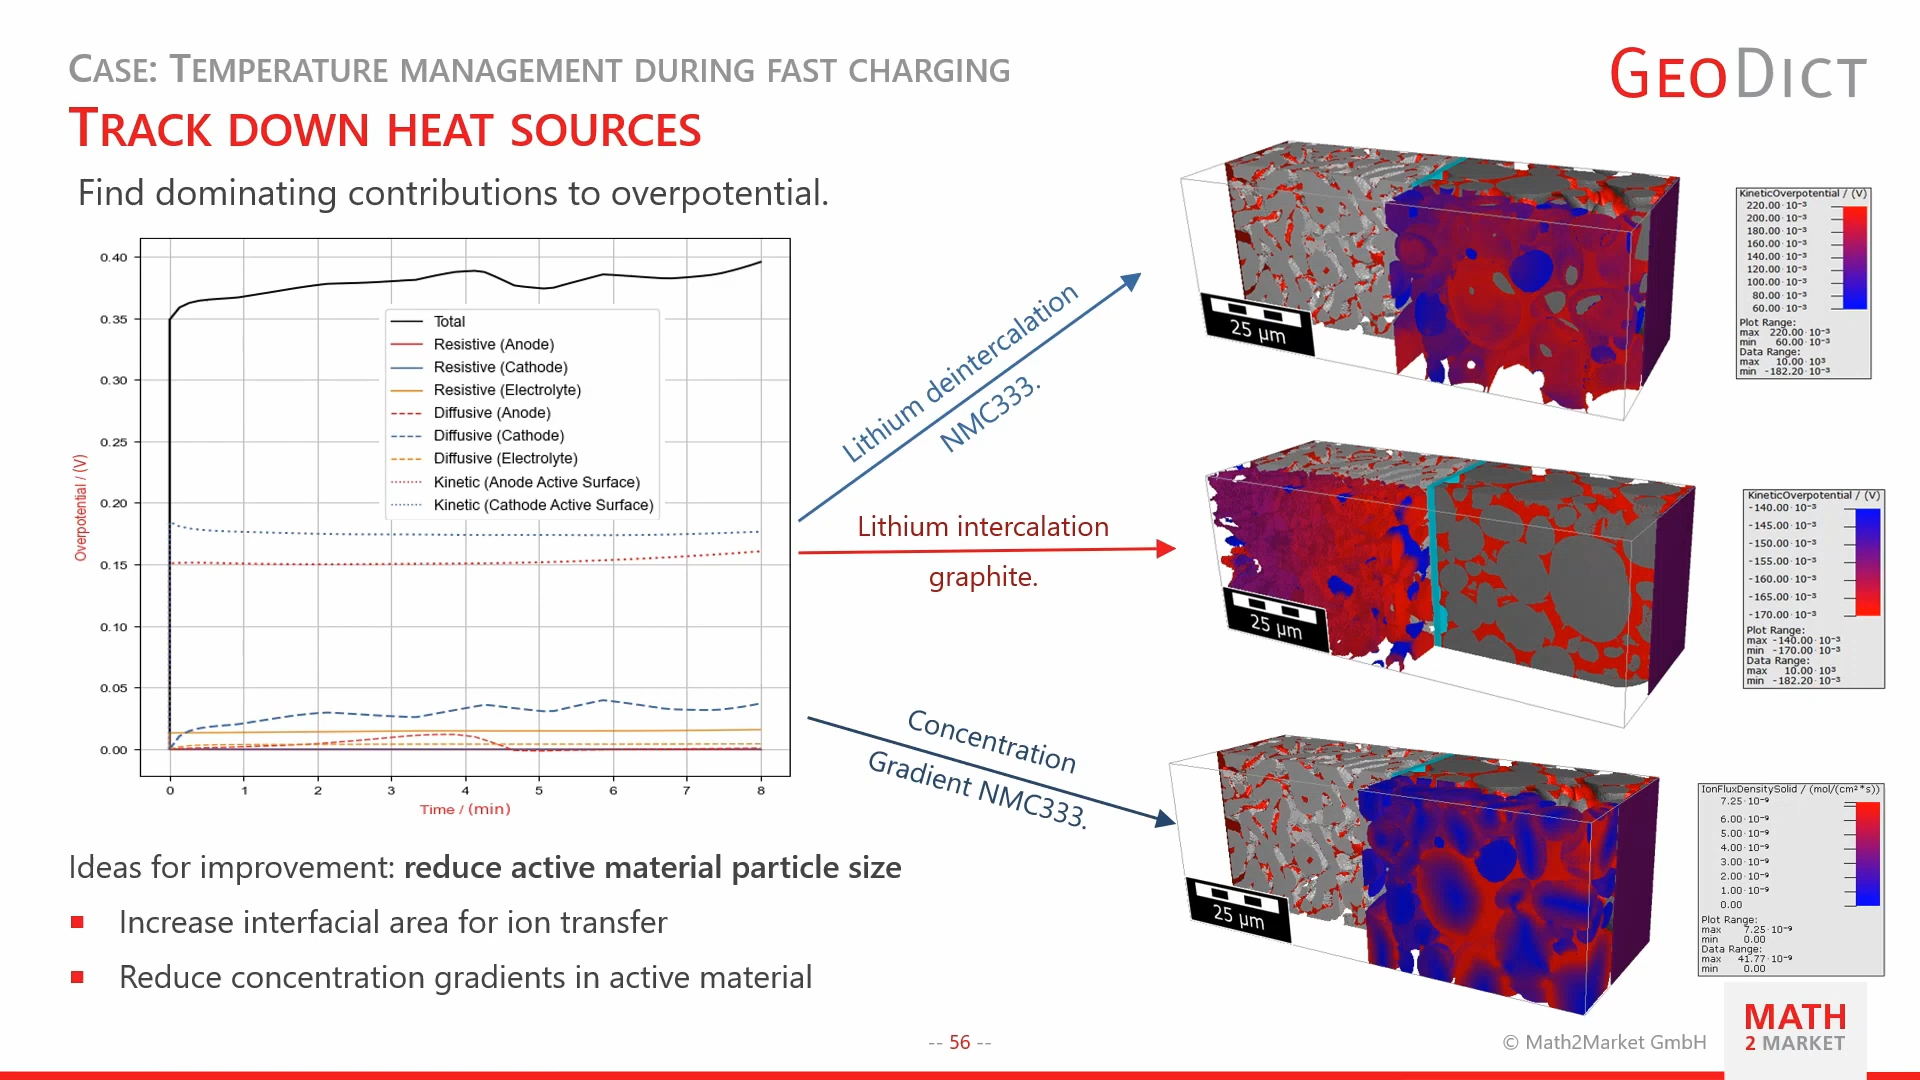 CASE: TEMPERATURE MANAGEMENT DURING FAST CHARGING
TRACK DOWN HEAT SOURCES
GEODICT
Find dominating contributions to overpotential.
0.40
0.35
0.30
0.25
0.20
0.15
0.10
0.05
0.00
Overpotential / (V)
Total
Resistive (Anode)
Resistive (Cathode)
Resistive (Electrolyte)
Diffusive (Anode)
Diffusive (Cathode)
Diffusive (Electrolyte)
Kinetic (Anode Active Surface)
Kinetic (Cathode Active Surface)
0 1 2 3 4 5 6 7 8
Time / (min)
Lithium deintercalation
NMC333.
Lithium intercalation
graphite.
Concentration
Gradient NMC333.
25 µm
KineticOverpotential / (V)
220.00·10⁻³
200.00·10⁻³
180.00·10⁻³
160.00·10⁻³
140.00·10⁻³
120.00·10⁻³
100.00·10⁻³
80.00·10⁻³
60.00·10⁻³
Plot Range:
max 220.00·10⁻³
min 60.00·10⁻³
Data Range:
max 10.00·10³
min -182.20·10⁻³
25 µm
KineticOverpotential / (V)
-140.00·10⁻³
-145.00·10⁻³
-150.00·10⁻³
-155.00·10⁻³
-160.00·10⁻³
-165.00·10⁻³
-170.00·10⁻³
Plot Range:
max -140.00·10⁻³
min -170.00·10⁻³
Data Range:
max 10.00·10³
min -182.20·10⁻³
25 µm
IonFluxDensitySolid / (mol/(cm²*s))
7.25·10⁻⁹
6.00·10⁻⁹
5.00·10⁻⁹
4.00·10⁻⁹
3.00·10⁻⁹
2.00·10⁻⁹
1.00·10⁻⁹
0.00
Plot Range:
max 7.25·10⁻⁹
min 0.00
Data Range:
max 41.77·10⁻⁹
min 0.00
Ideas for improvement: reduce active material particle size
Increase interfacial area for ion transfer
Reduce concentration gradients in active material
-- 56 --
© Math2Market GmbH
MATH
2 MARKET